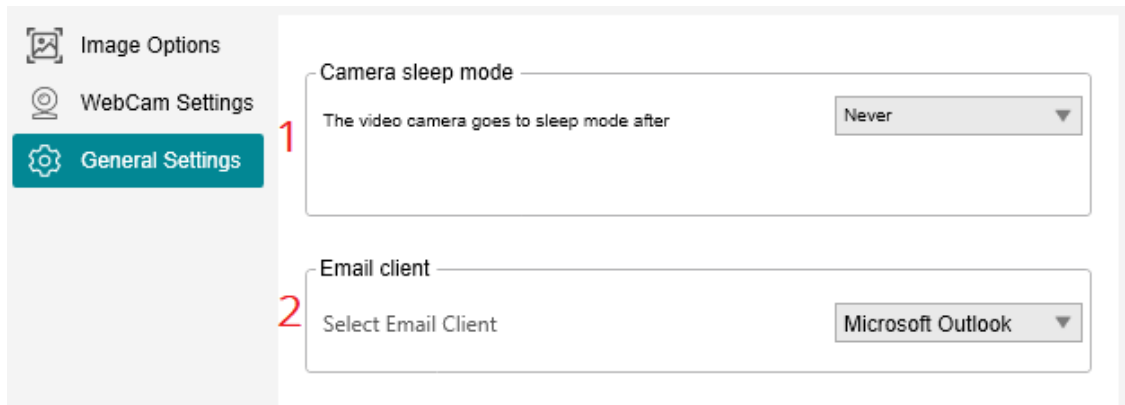 Image Options
WebCam Settings
General Settings
Camera sleep mode
1
The video camera goes to sleep mode after
Never
Email client
2
Select Email Client
Microsoft Outlook